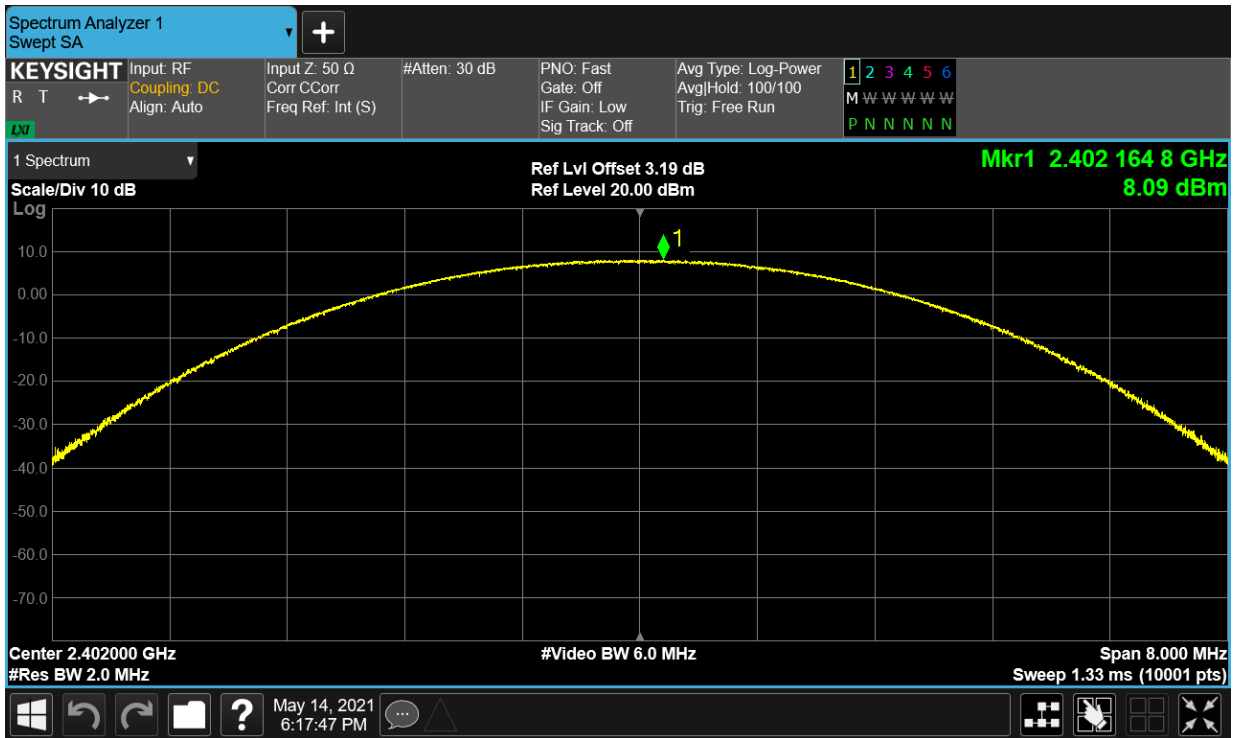 Spectrum Analyzer 1
Swept SA
KEYSIGHT
R T
LXI
Input: RF
Coupling: DC
Align: Auto
Input Z: 50 Ω
Corr CCorr
Freq Ref: Int (S)
#Atten: 30 dB
PNO: Fast
Gate: Off
IF Gain: Low
Sig Track: Off
Avg Type: Log-Power
Avg|Hold: 100/100
Trig: Free Run
1 2 3 4 5 6
M W W W W W
P N N N N N
1 Spectrum
Scale/Div 10 dB
Log
Ref Lvl Offset 3.19 dB
Ref Level 20.00 dBm
Mkr1 2.402 164 8 GHz
8.09 dBm
1
10.0
0.00
-10.0
-20.0
-30.0
-40.0
-50.0
-60.0
-70.0
Center 2.402000 GHz
#Video BW 6.0 MHz
Span 8.000 MHz
#Res BW 2.0 MHz
Sweep 1.33 ms (10001 pts)
?
May 14, 2021
6:17:47 PM